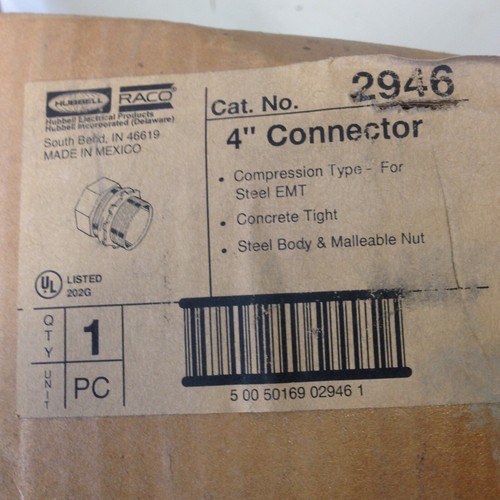 HUBBELL RACO
Hubbell Electrical Products
Hubbell Incorporated (Delaware)
South Bend, IN 46619
MADE IN MEXICO
Cat. No. 2946
4" Connector
• Compression Type - For
Steel EMT
• Concrete Tight
• Steel Body & Malleable Nut
UL LISTED
202G
QTY 1
UNIT PC
5 00 50169 02946 1